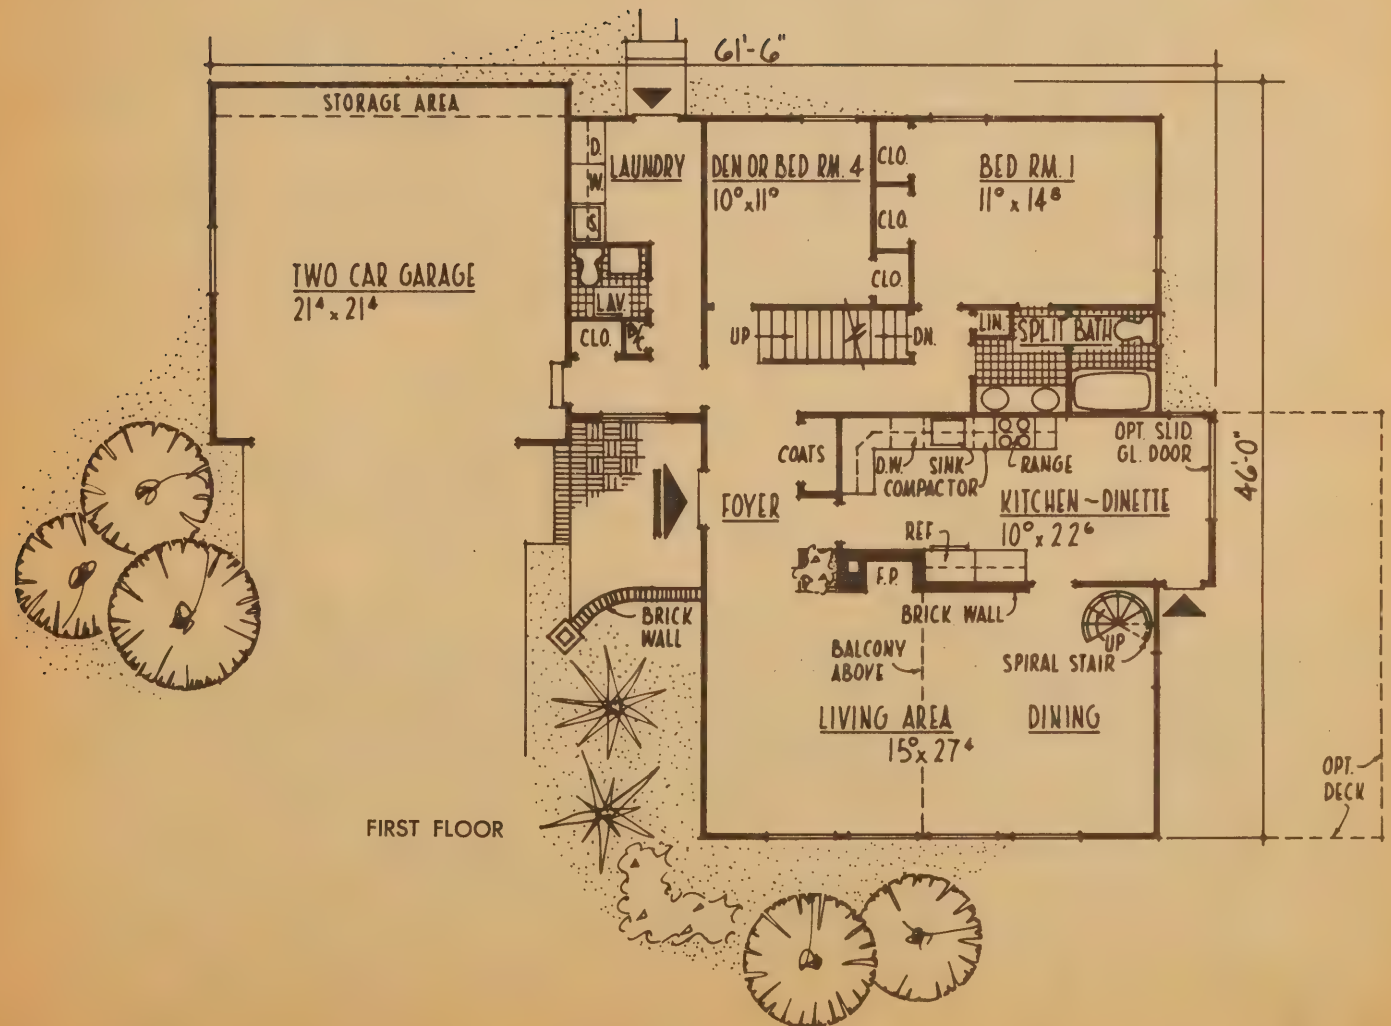 61'-6"
STORAGE AREA
D.
W.
S.
LAUNDRY
DEN OR BED RM. 4
10⁰ x 11⁰
CLO.
CLO.
CLO.
BED RM. 1
11⁰ x 14⁸
TWO CAR GARAGE
21⁴ x 21⁴
LAV.
CLO.
UP
DN.
LIN.
SPLIT BATH
COATS
D.W.
SINK
RANGE
COMPACTOR
OPT. SLID.
GL. DOOR
46'-0"
FOYER
KITCHEN~DINETTE
10⁰ x 22⁶
REF.
F.P.
BRICK WALL
BRICK
WALL
BALCONY
ABOVE
UP
SPIRAL STAIR
LIVING AREA
15⁰ x 27⁴
DINING
OPT.
DECK
FIRST FLOOR